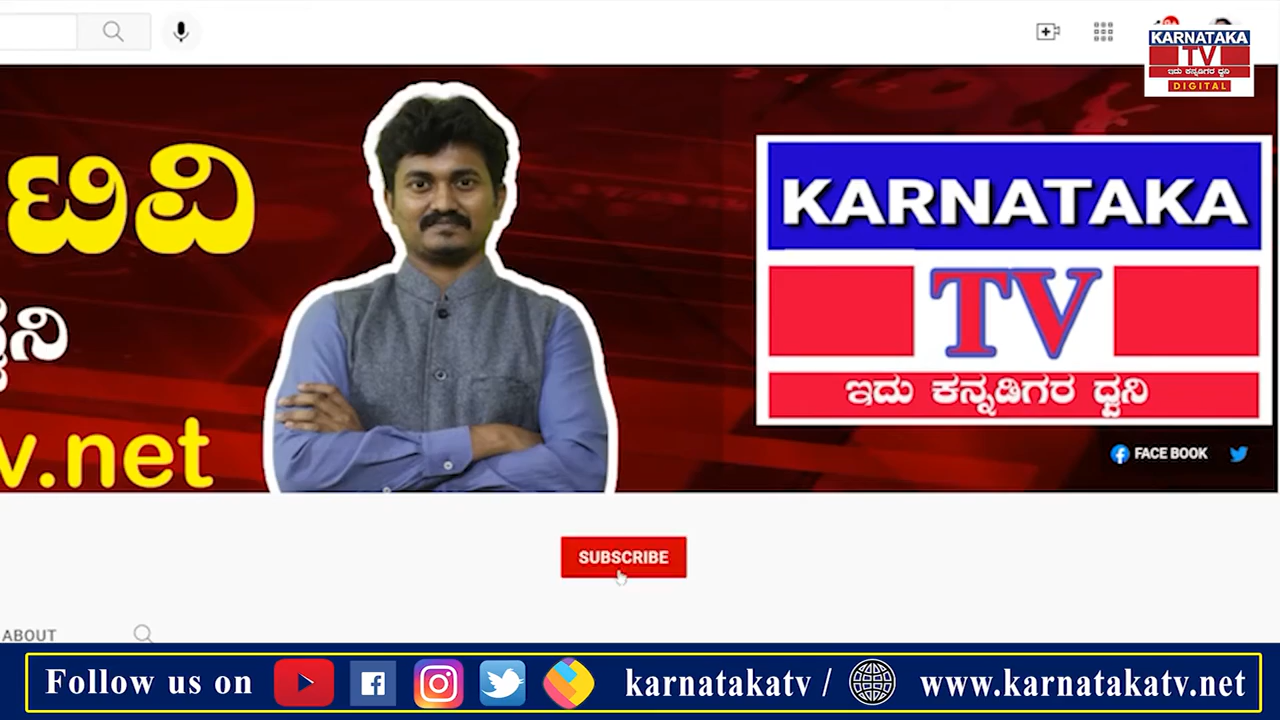 KARNATAKA
TV
ಇದು ಕನ್ನಡಿಗರ ಧ್ವನಿ
DIGITAL
ಟಿವಿ
v.net
KARNATAKA
TV
ಇದು ಕನ್ನಡಿಗರ ಧ್ವನಿ
FACE BOOK
SUBSCRIBE
ABOUT
Follow us on karnatakatv / www.karnatakatv.net